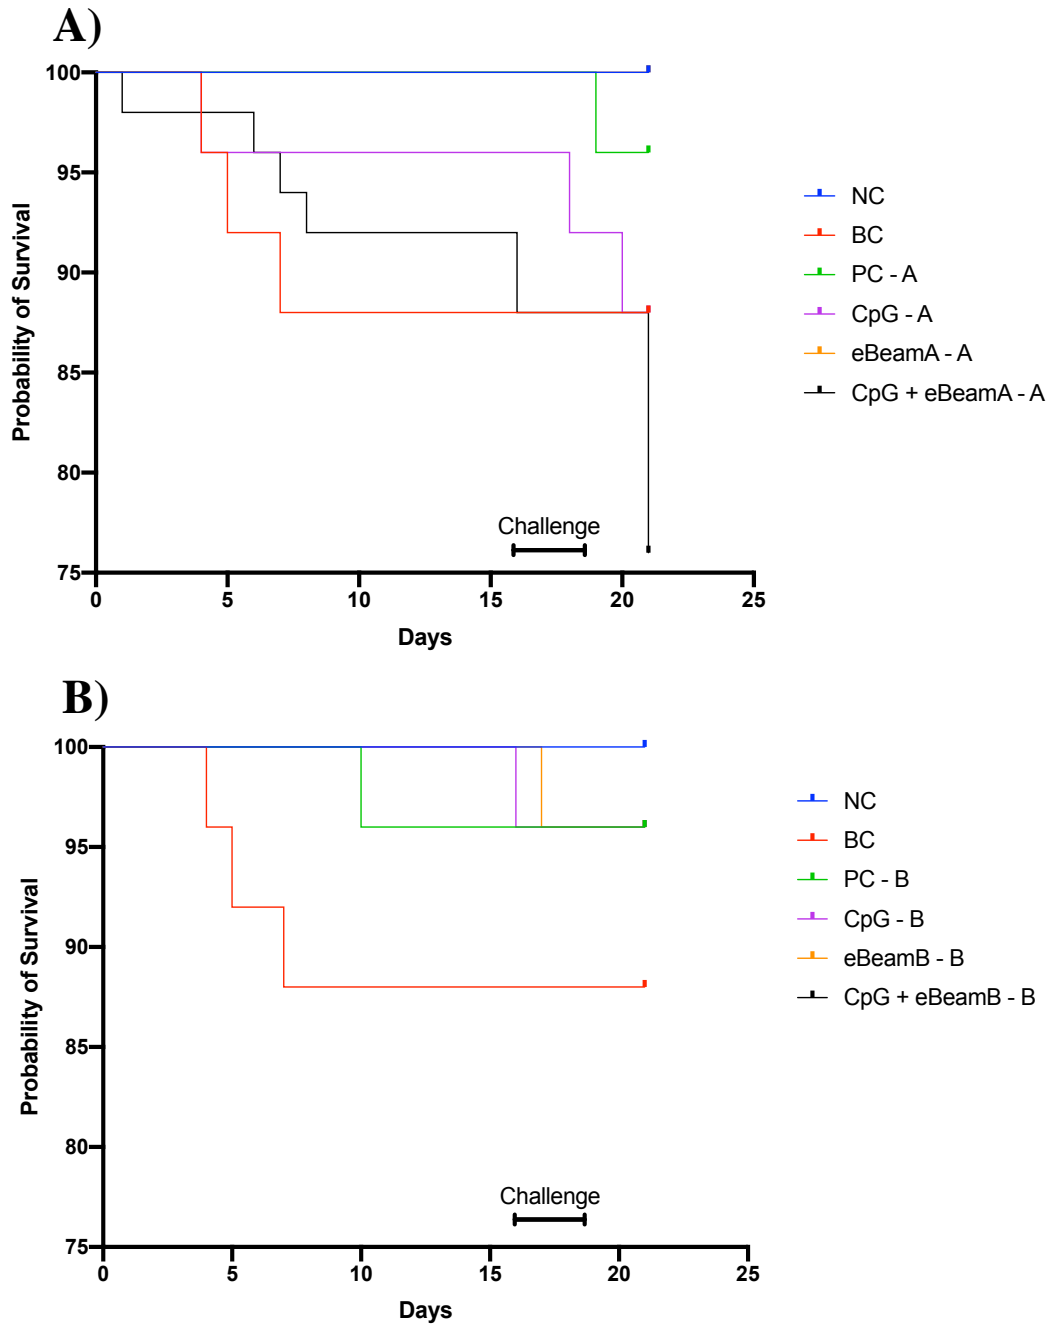 A)
Probability of Survival
100
95
90
85
80
75
0 5 10 15 20 25
Days
Challenge
NC
BC
PC - A
CpG - A
eBeamA - A
CpG + eBeamA - A
B)
Probability of Survival
100
95
90
85
80
75
0 5 10 15 20 25
Days
Challenge
NC
BC
PC - B
CpG - B
eBeamB - B
CpG + eBeamB - B